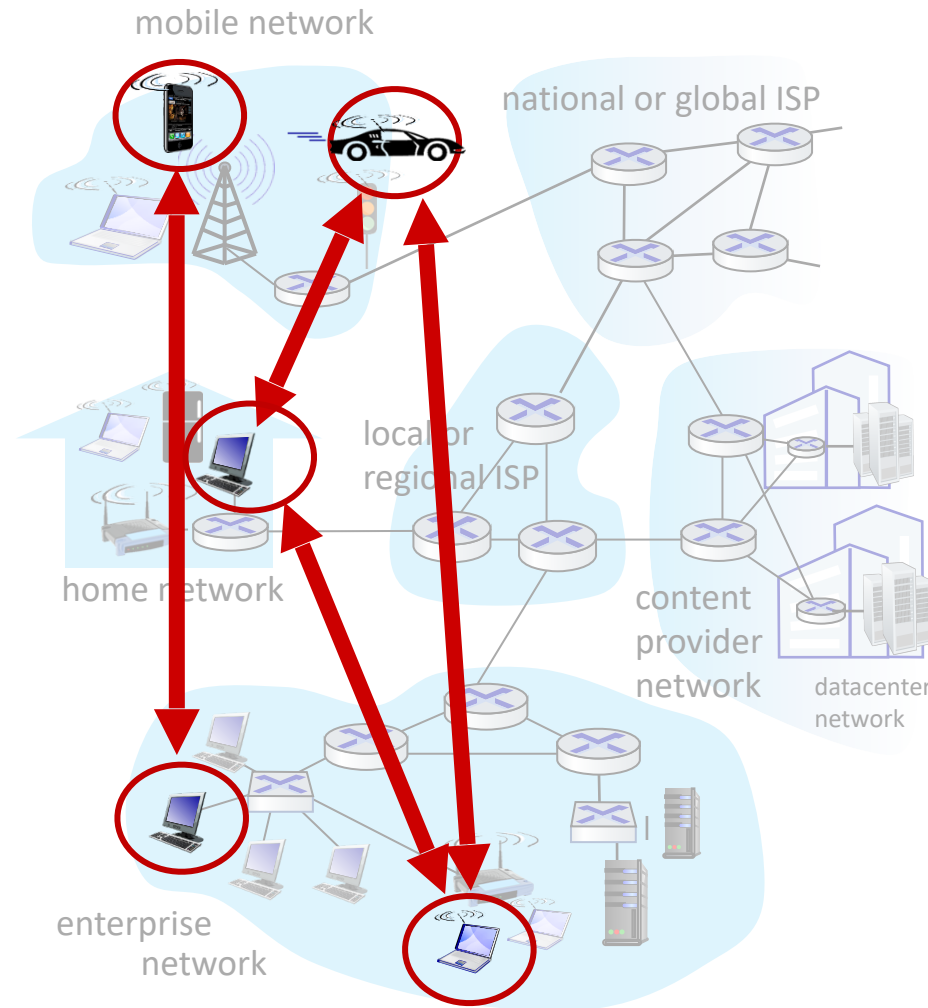 mobile network
national or global ISP
local or
regional ISP
home network
content
provider
network
datacenter
network
enterprise
network